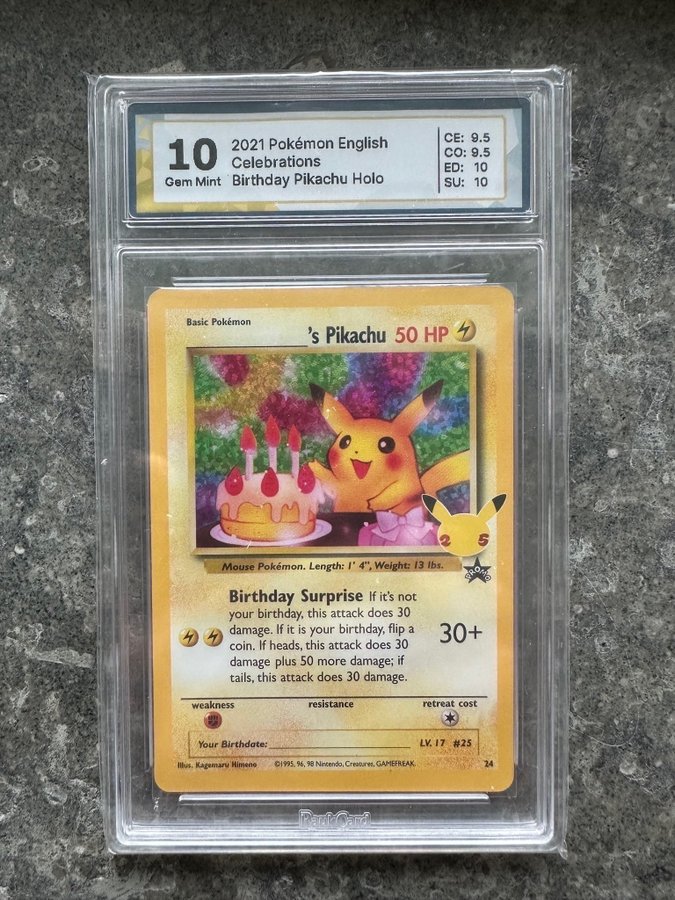 10
Gem Mint
2021 Pokémon English
Celebrations
Birthday Pikachu Holo
CE: 9.5
CO: 9.5
ED: 10
SU: 10
Basic Pokémon
____________'s Pikachu 50 HP
25
PROMO
Mouse Pokémon. Length: 1' 4", Weight: 13 lbs.
Birthday Surprise If it's not
your birthday, this attack does 30
damage. If it is your birthday, flip a
coin. If heads, this attack does 30
damage plus 50 more damage; if
tails, this attack does 30 damage.
30+
weakness resistance retreat cost
Your Birthdate: ____________ LV. 17 #25
Illus. Kagemaru Himeno ©1995, 96, 98 Nintendo, Creatures, GAMEFREAK. 24